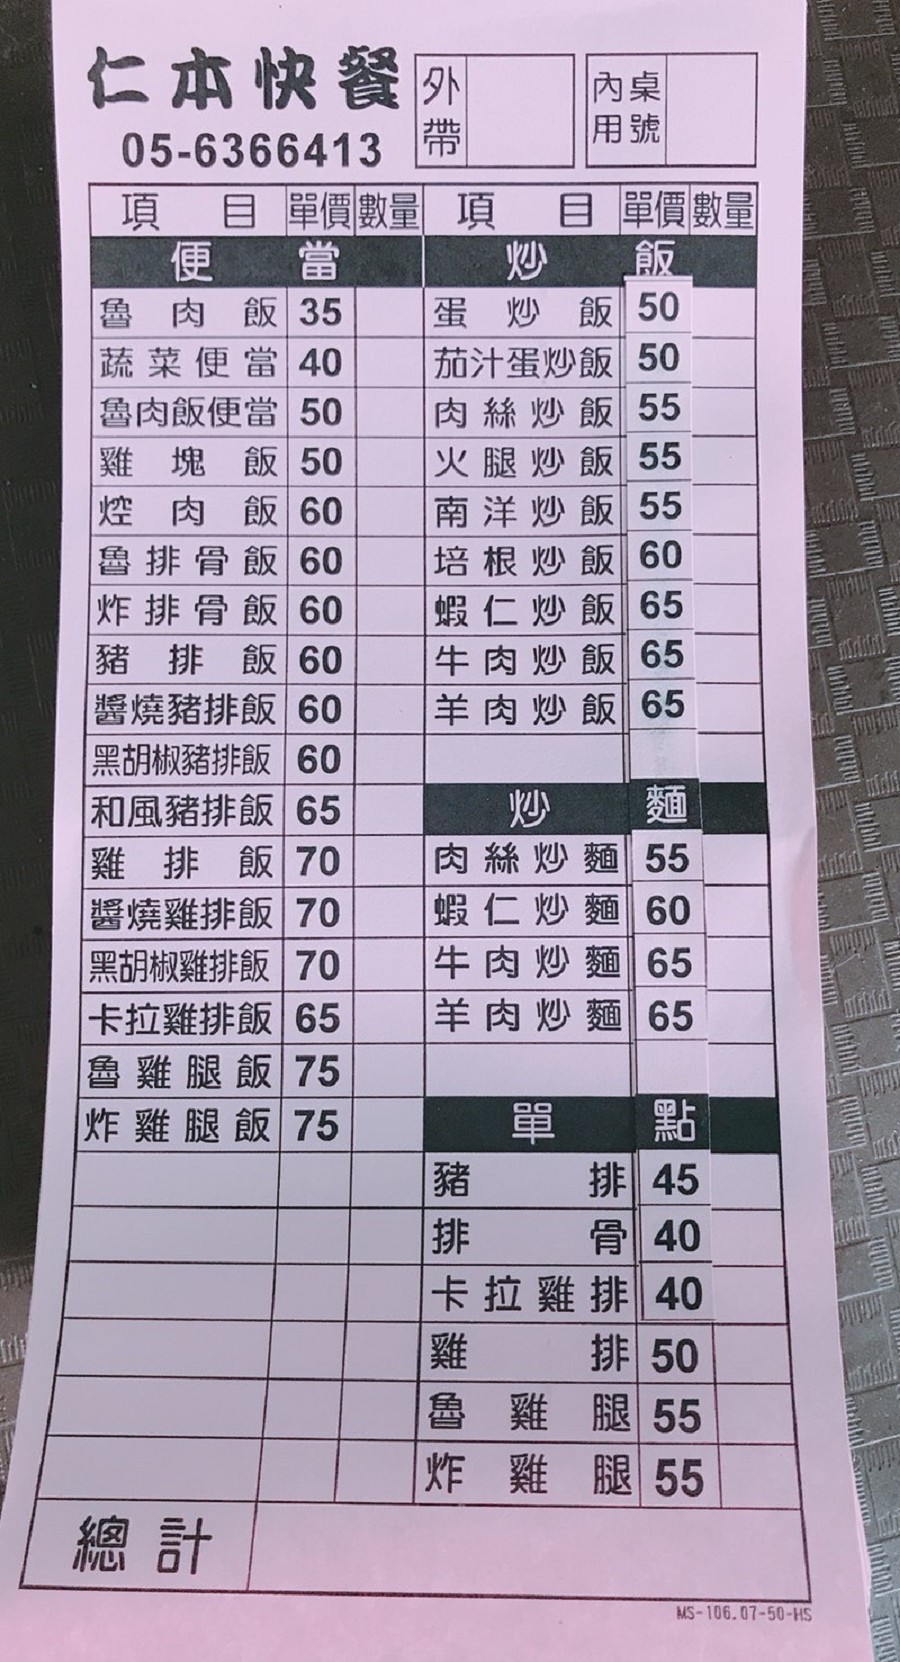 仁本快餐
05-6366413
外帶
內用 桌號
項目 單價 數量 項目 單價 數量
便當
魯肉飯 35
蔬菜便當 40
魯肉飯便當 50
雞塊飯 50
焢肉飯 60
魯排骨飯 60
炸排骨飯 60
豬排飯 60
醬燒豬排飯 60
黑胡椒豬排飯 60
和風豬排飯 65
雞排飯 70
醬燒雞排飯 70
黑胡椒雞排飯 70
卡拉雞排飯 65
魯雞腿飯 75
炸雞腿飯 75
炒飯
蛋炒飯 50
茄汁蛋炒飯 50
肉絲炒飯 55
火腿炒飯 55
南洋炒飯 55
培根炒飯 60
蝦仁炒飯 65
牛肉炒飯 65
羊肉炒飯 65
炒麵
肉絲炒麵 55
蝦仁炒麵 60
牛肉炒麵 65
羊肉炒麵 65
單點
豬排 45
排骨 40
卡拉雞排 40
雞排 50
魯雞腿 55
炸雞腿 55
總計
MS-106.07-50-HS